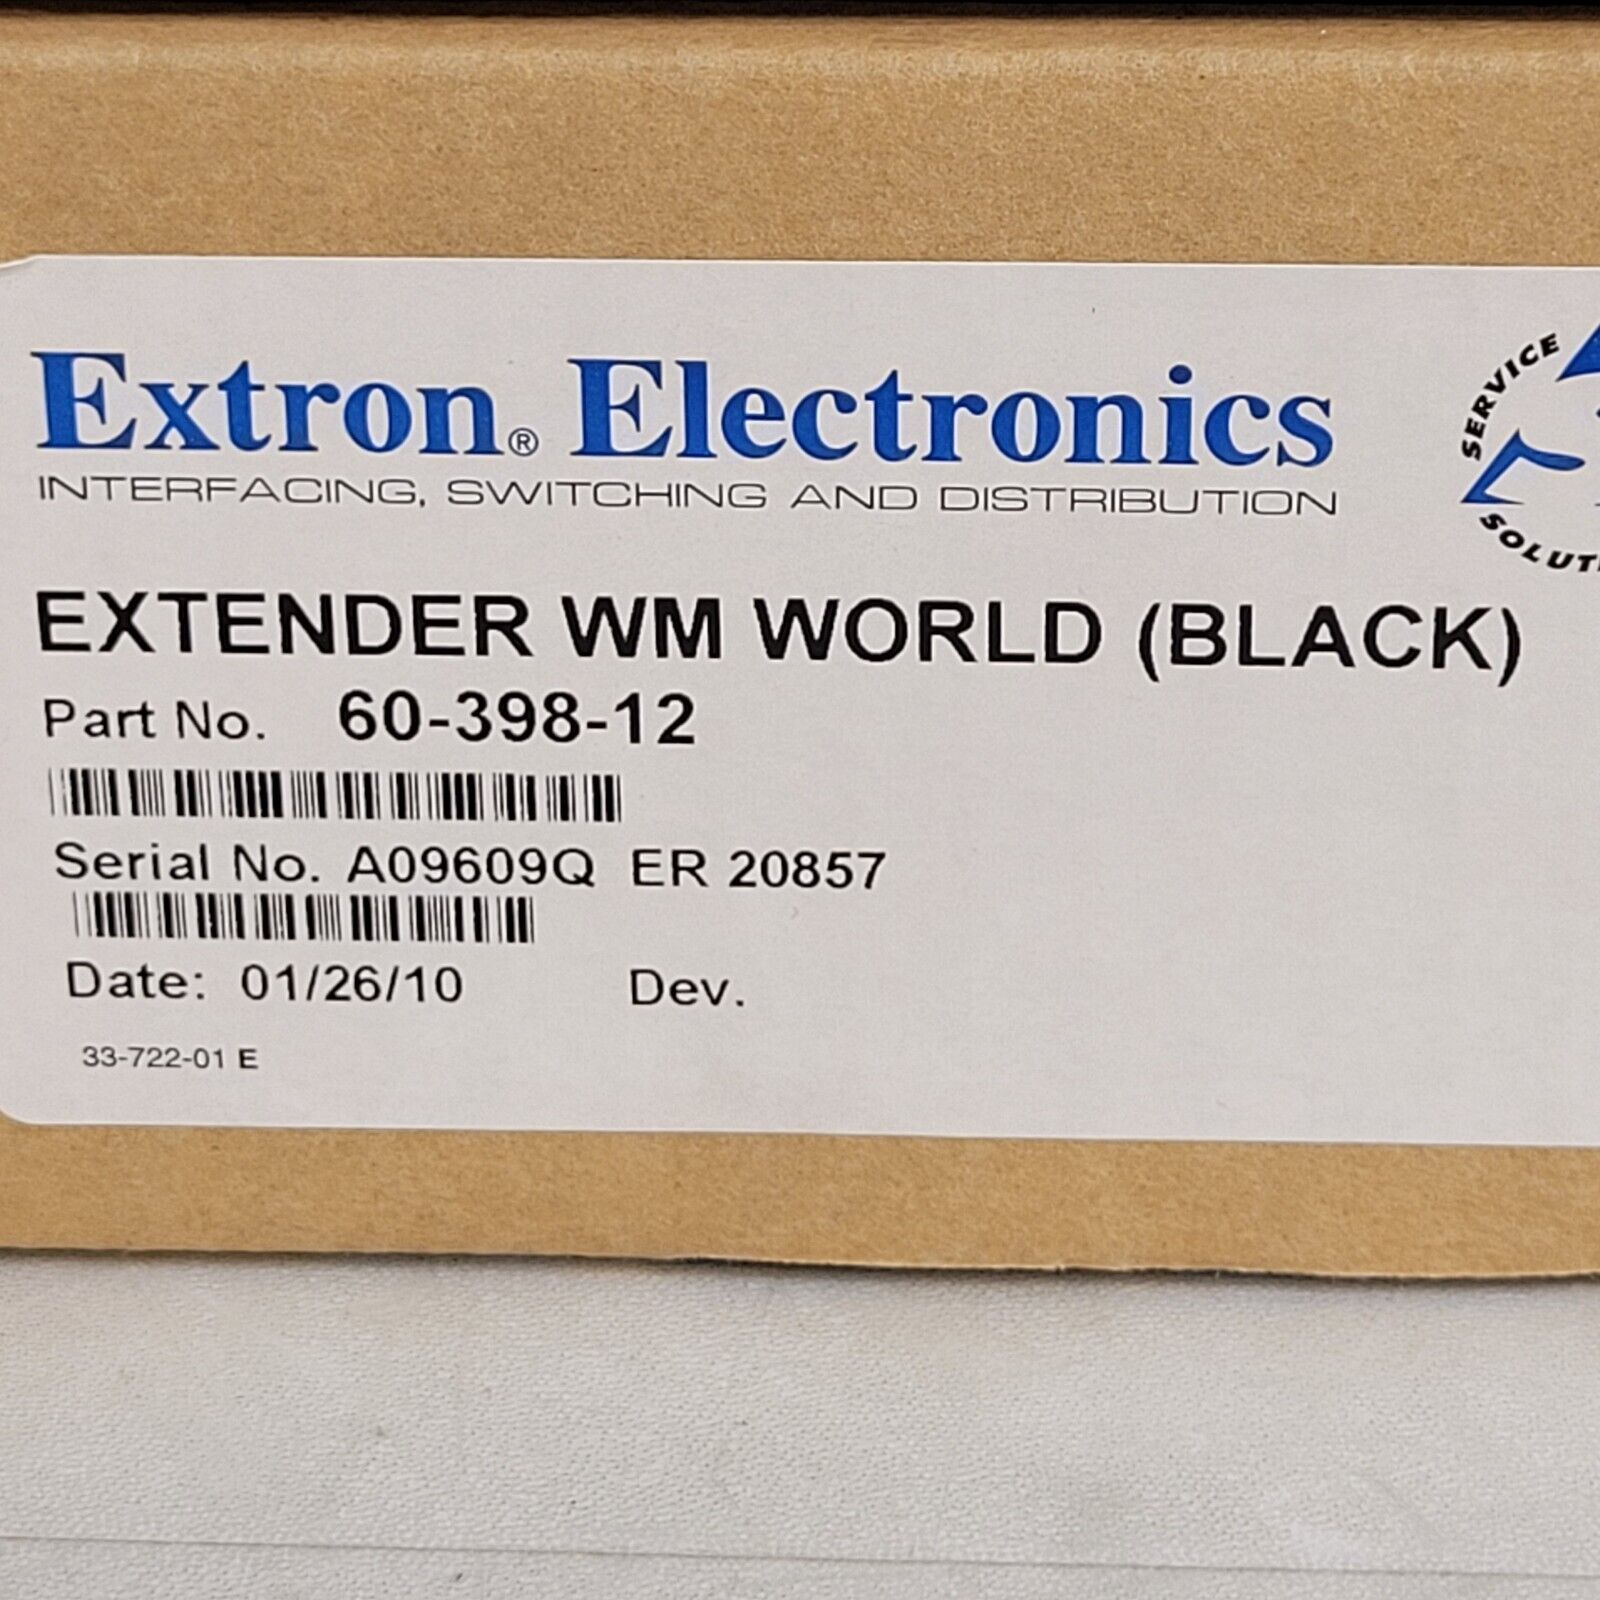 Extron® Electronics
INTERFACING, SWITCHING AND DISTRIBUTION
SERVICE
EXTENDER WM WORLD (BLACK)
Part No. 60-398-12
Serial No. A09609Q ER 20857
Date: 01/26/10 Dev.
33-722-01 E